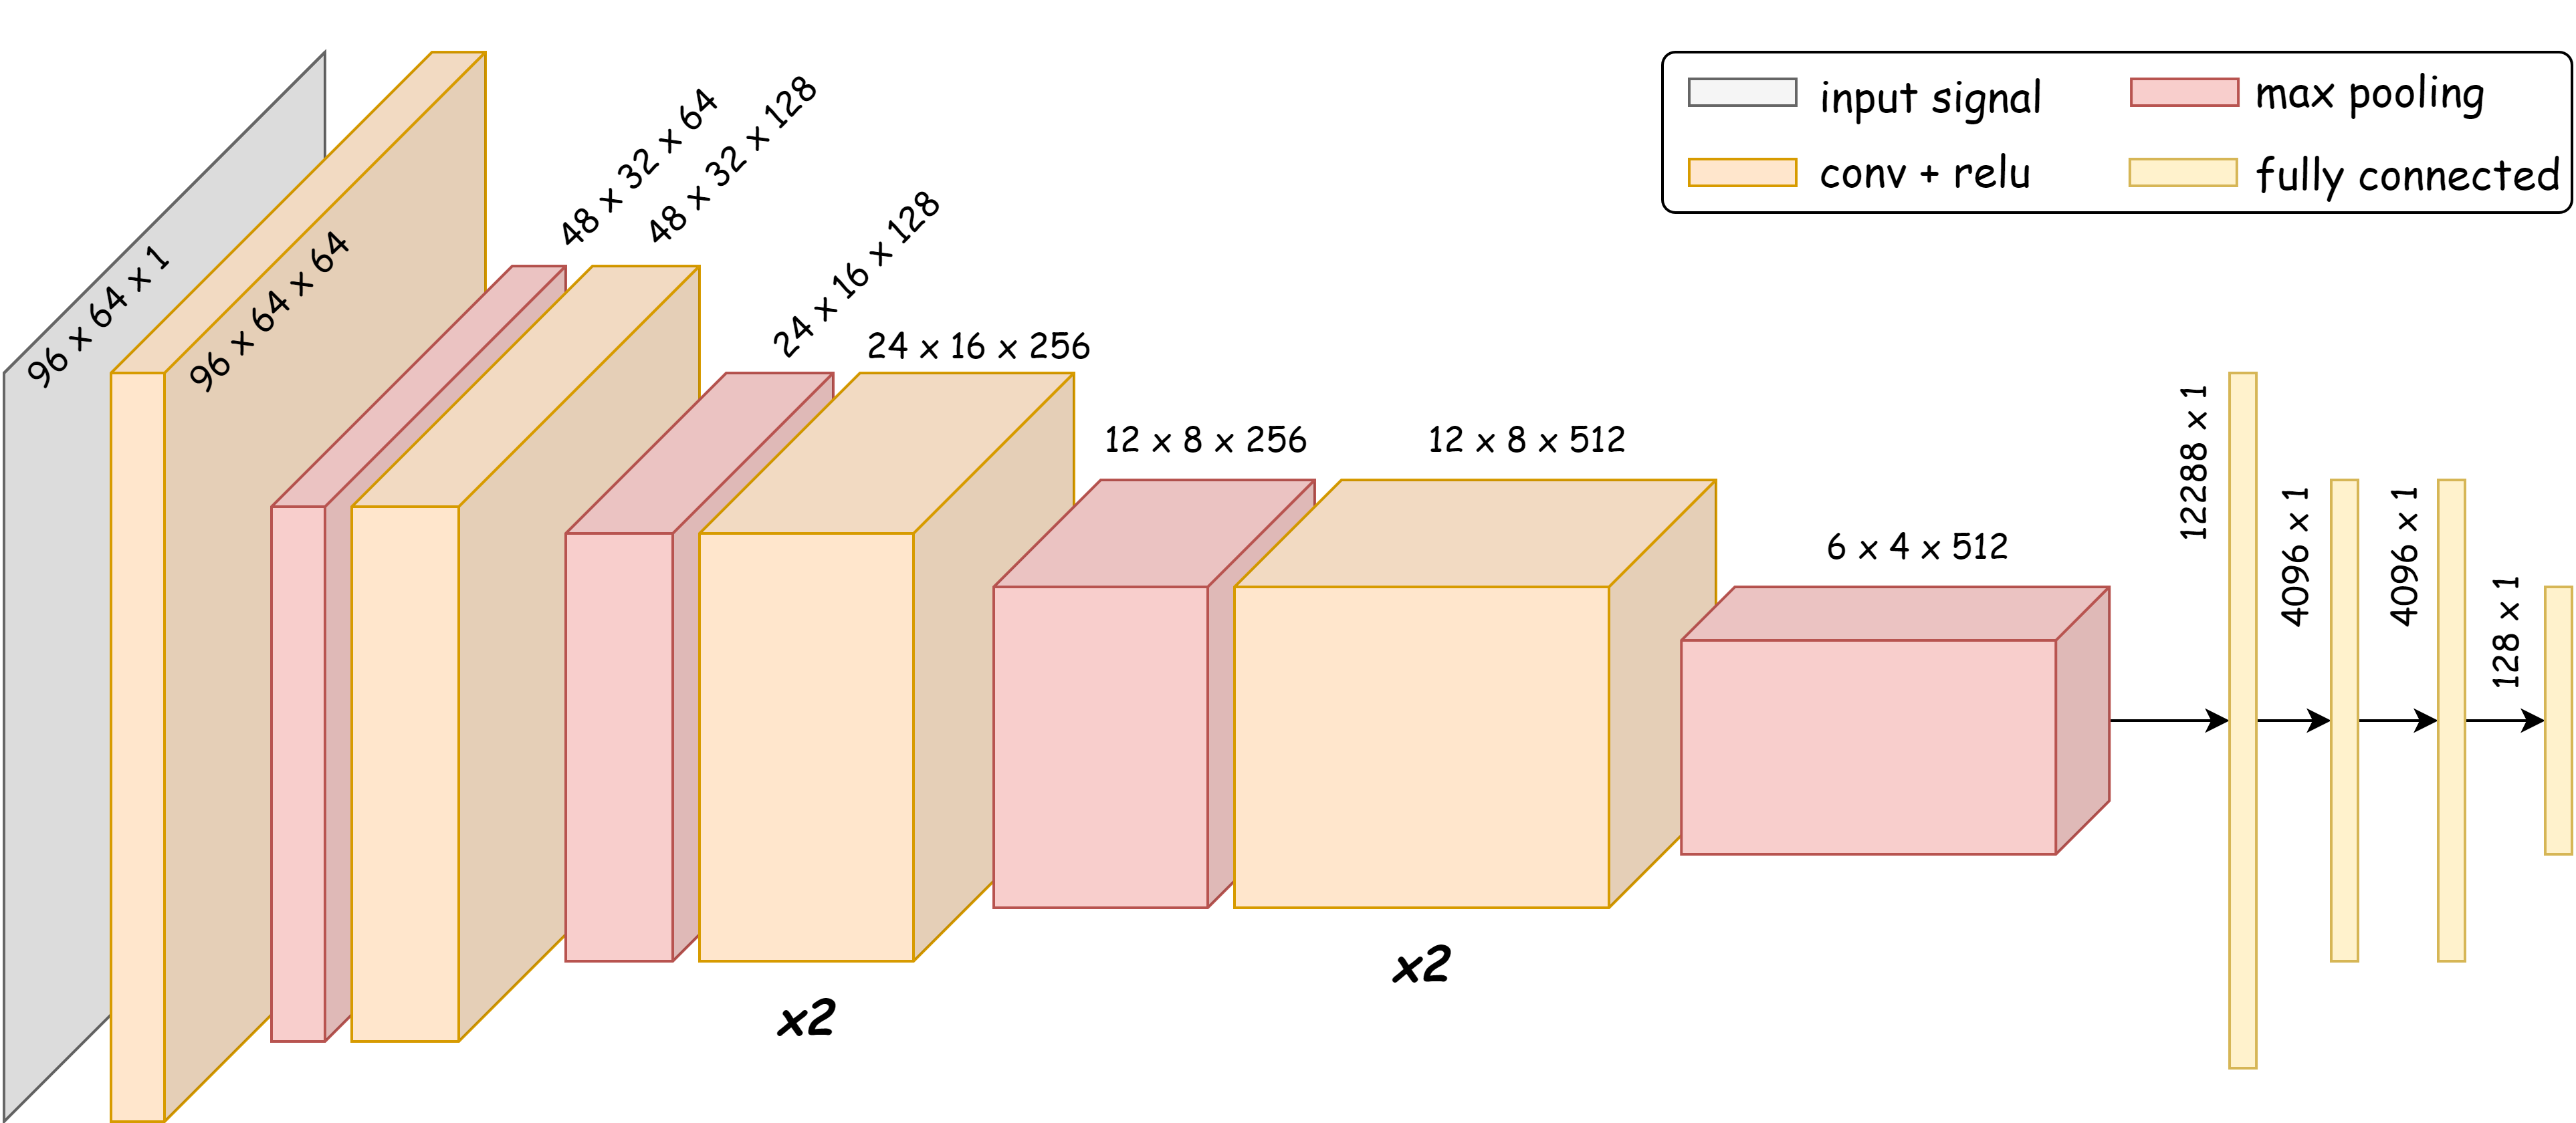 input signal
max pooling
conv + relu
fully connected
96 x 64 x 1
96 x 64 x 64
48 x 32 x 64
48 x 32 x 128
24 x 16 x 128
24 x 16 x 256
12 x 8 x 256
12 x 8 x 512
6 x 4 x 512
12288 x 1
4096 x 1
4096 x 1
128 x 1
x2
x2